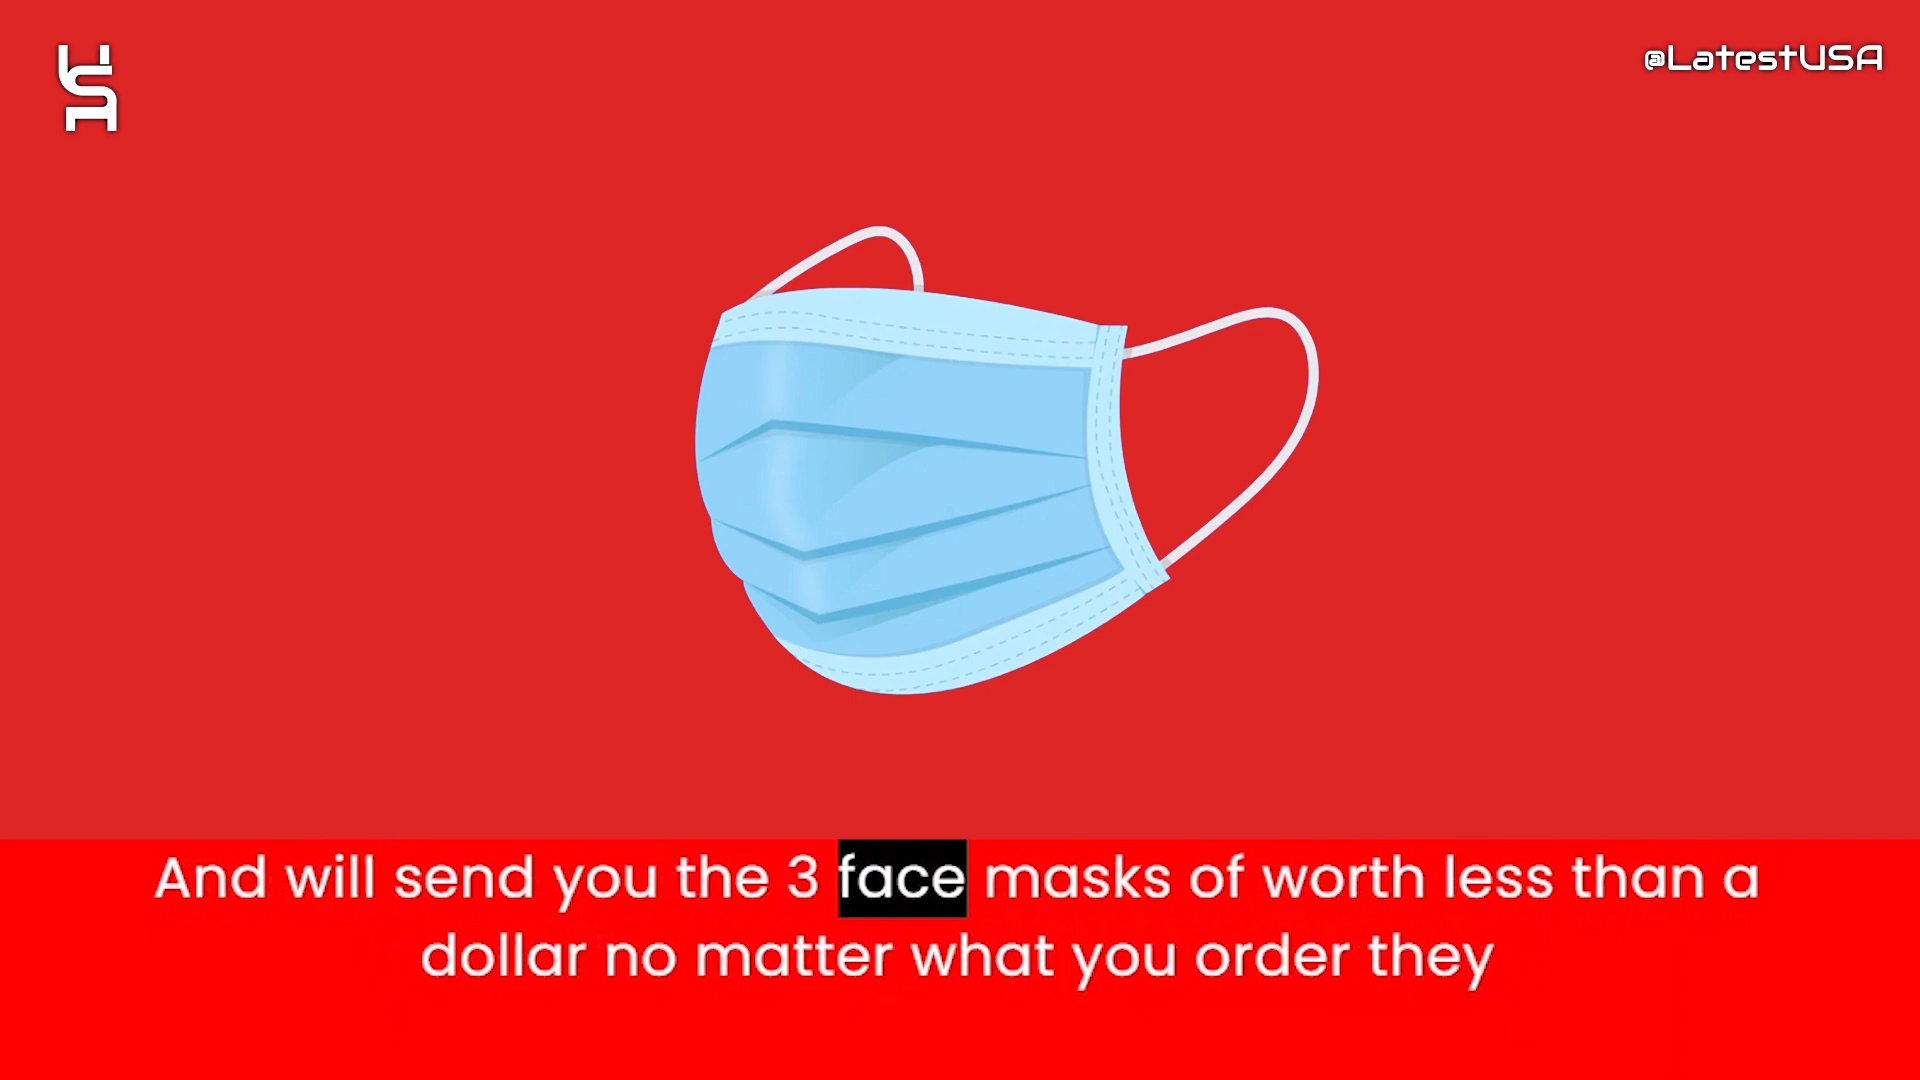 USA
@LatestUSA
And will send you the 3 face masks of worth less than a
dollar no matter what you order they